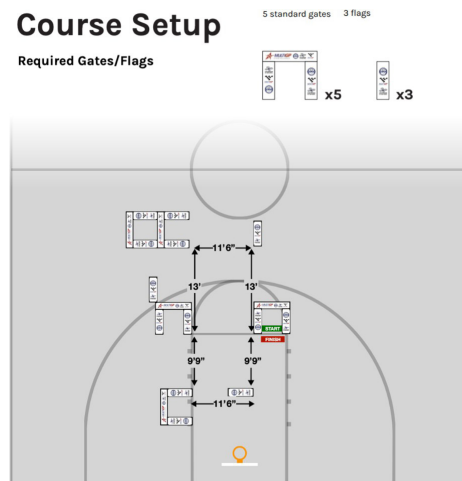 Course Setup
5 standard gates 3 flags
Required Gates/Flags
x5
x3
11'6"
13'
13'
START
FINISH
9'9"
9'9"
11'6"